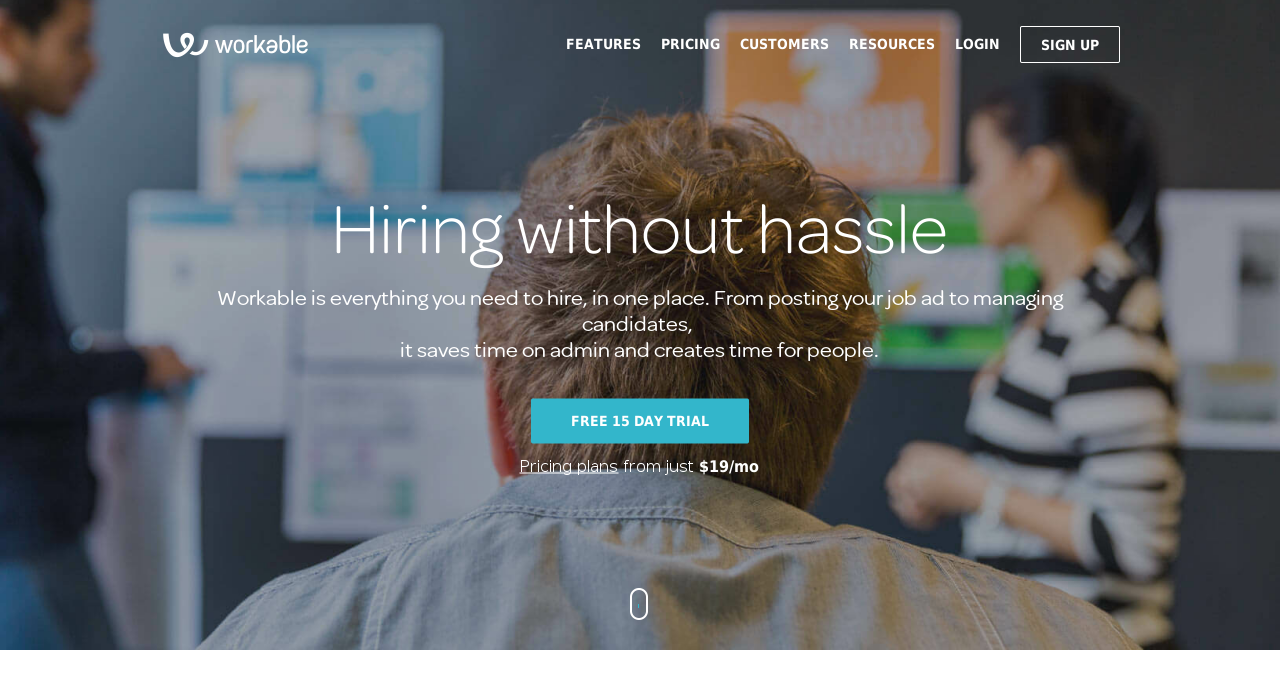 workable
FEATURES PRICING CUSTOMERS RESOURCES LOGIN SIGN UP
Hiring without hassle
Workable is everything you need to hire, in one place. From posting your job ad to managing
candidates,
it saves time on admin and creates time for people.
FREE 15 DAY TRIAL
Pricing plans from just $19/mo